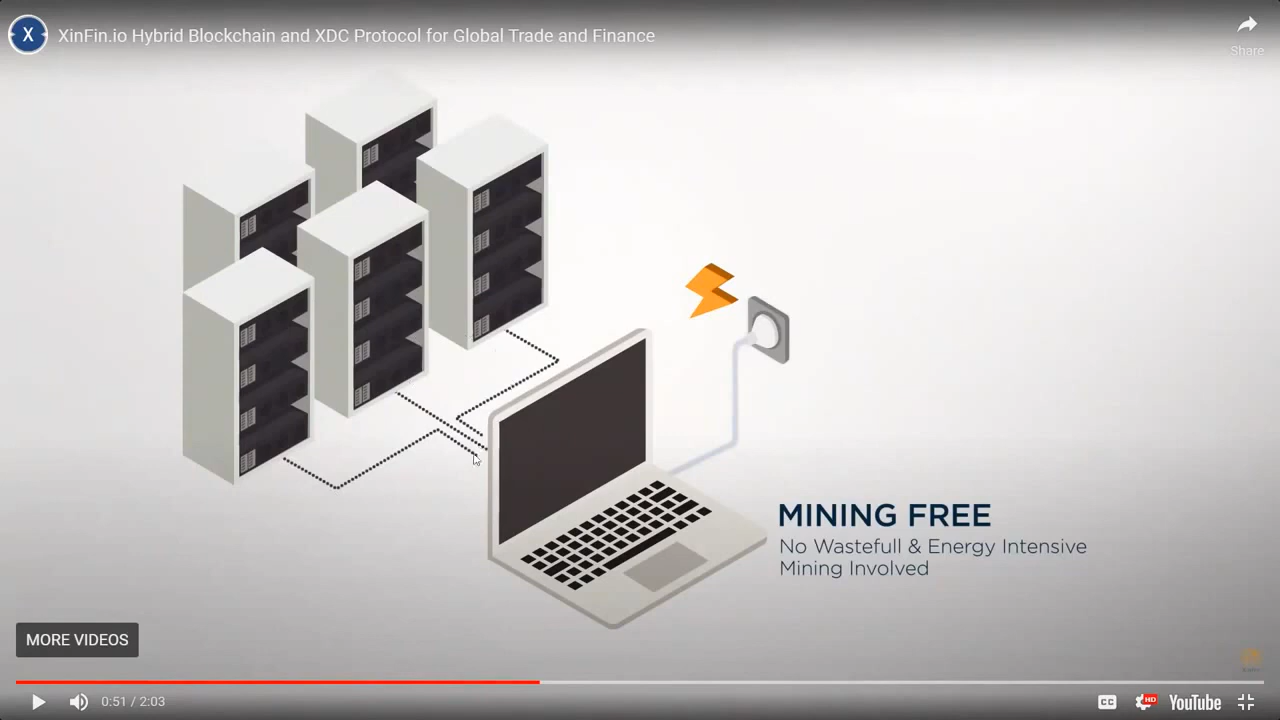 X
XinFin.io Hybrid Blockchain and XDC Protocol for Global Trade and Finance
Share
MINING FREE
No Wastefull & Energy Intensive
Mining Involved
MORE VIDEOS
0:51 / 2:03
CC
HD
YouTube